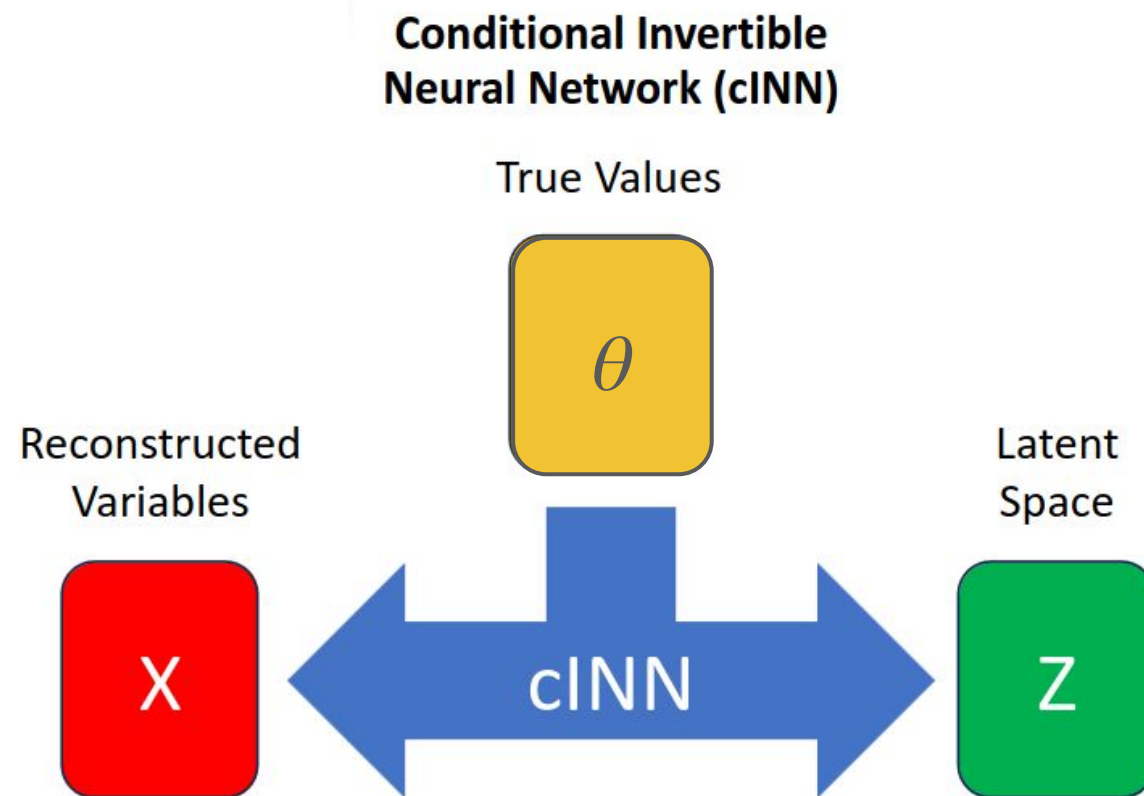 Conditional Invertible
Neural Network (cINN)
True Values
θ
Reconstructed
Variables
Latent
Space
X
cINN
Z